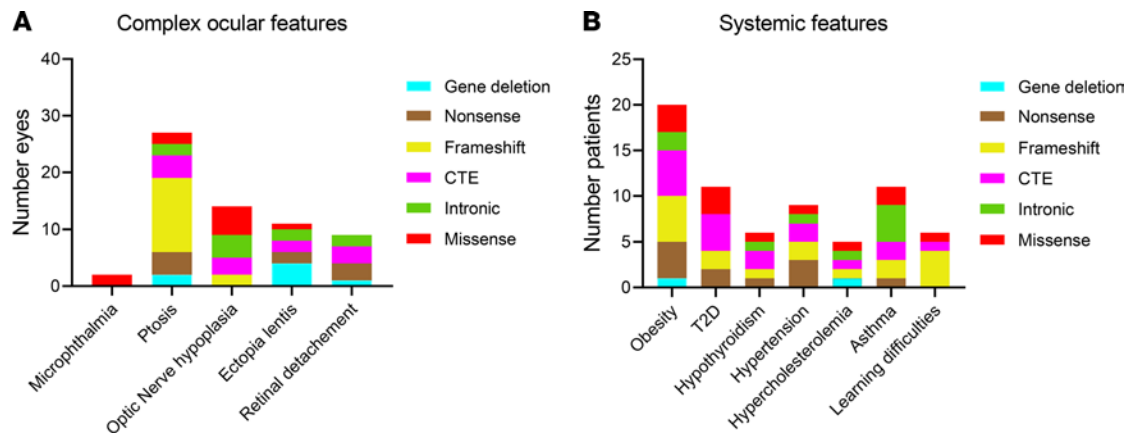 A
Complex ocular features
Number eyes
40
30
20
10
0
Microphthalmia
Ptosis
Optic Nerve hypoplasia
Ectopia lentis
Retinal detachement
Gene deletion
Nonsense
Frameshift
CTE
Intronic
Missense
B
Systemic features
Number patients
25
20
15
10
5
0
Obesity
T2D
Hypothyroidism
Hypertension
Hypercholesterolemia
Asthma
Learning difficulties
Gene deletion
Nonsense
Frameshift
CTE
Intronic
Missense